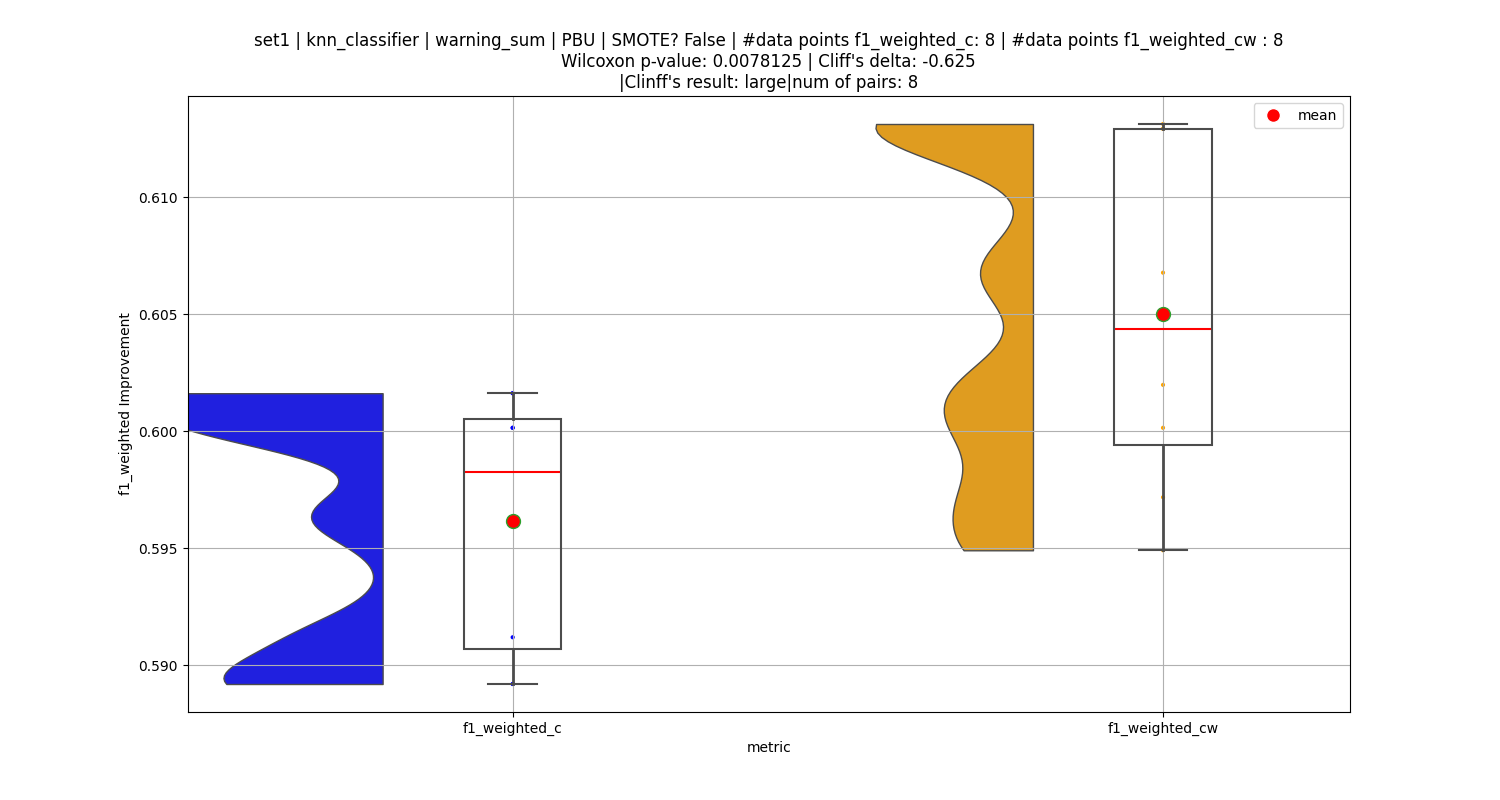 set1 | knn_classifier | warning_sum | PBU | SMOTE? False | #data points f1_weighted_c: 8 | #data points f1_weighted_cw : 8
Wilcoxon p-value: 0.0078125 | Cliff's delta: -0.625
|Clinff's result: large|num of pairs: 8
mean
0.610
0.605
0.600
0.595
0.590
f1_weighted Improvement
f1_weighted_c
f1_weighted_cw
metric